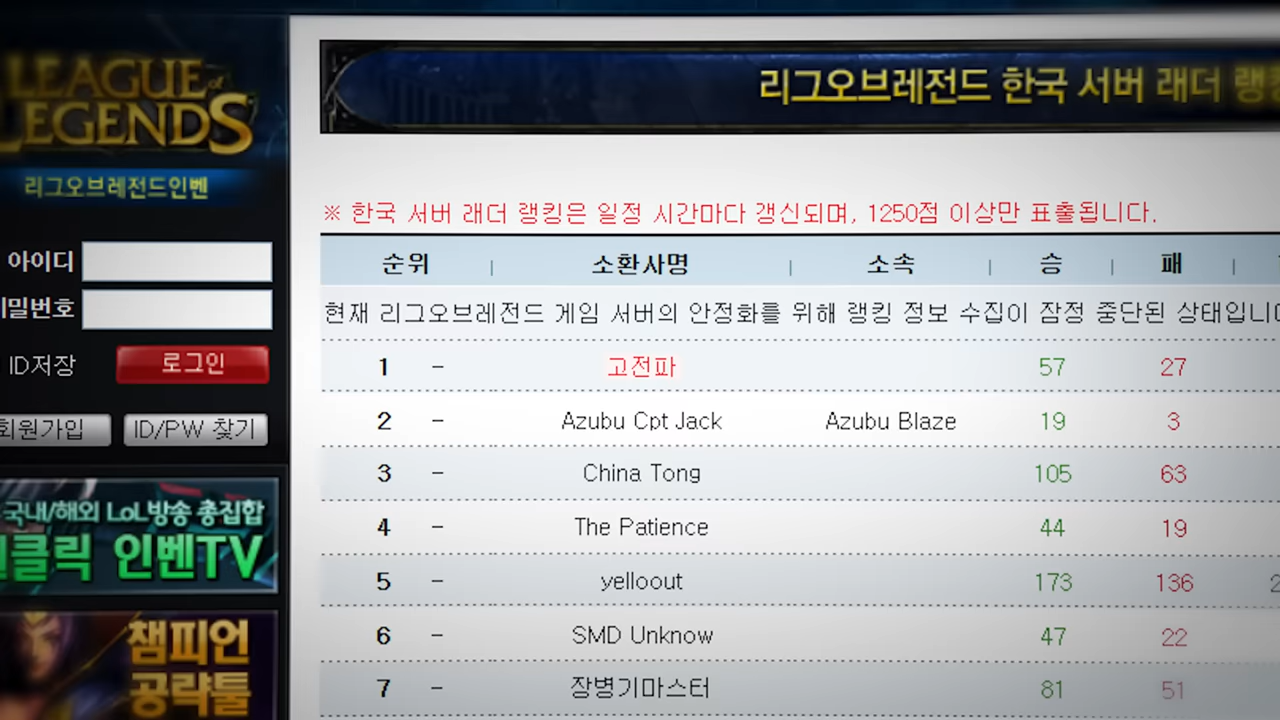 LEAGUE of
LEGENDS
리그오브레전드인벤
아이디
밀번호
ID저장
로그인
회원가입
ID/PW 찾기
국내/해외 LoL방송 총집합
클릭 인벤TV
챔피언
공략툴
리그오브레전드 한국 서버 래더 랭킹
※ 한국 서버 래더 랭킹은 일정 시간마다 갱신되며, 1250점 이상만 표출됩니다.
순위 소환사명 소속 승 패
현재 리그오브레전드 게임 서버의 안정화를 위해 랭킹 정보 수집이 잠정 중단된 상태입니다
1 - 고전파 57 27
2 - Azubu Cpt Jack Azubu Blaze 19 3
3 - China Tong 105 63
4 - The Patience 44 19
5 - yelloout 173 136
6 - SMD Unknow 47 22
7 - 장병기마스터 81 51